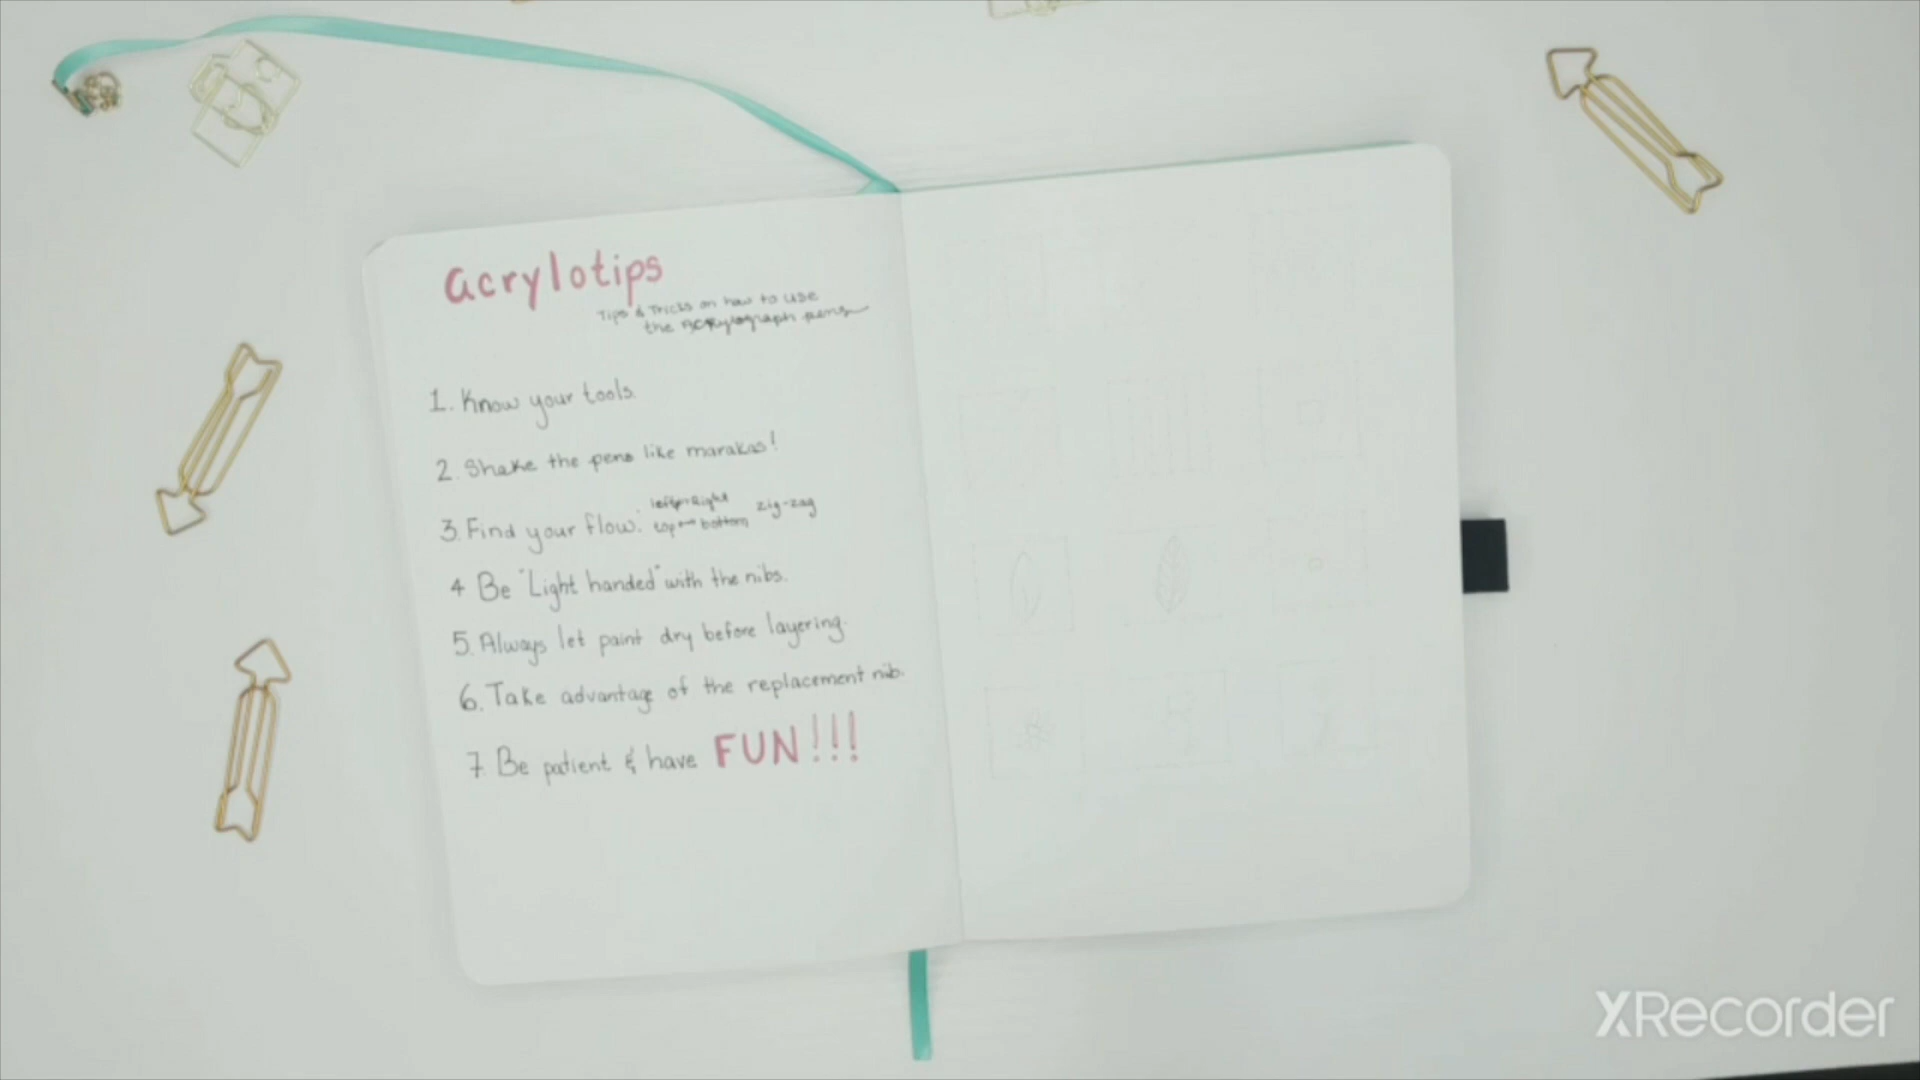 acrylotips
Tips & Tricks on how to use
the Acrylograph pens
1. Know your tools.
2. Shake the pens like marakas!
3. Find your flow: left↔Right top↔bottom zig-zag
4 Be "Light handed" with the nibs.
5. Always let paint dry before layering.
6. Take advantage of the replacement nib.
7. Be patient & have FUN!!!
XRecorder